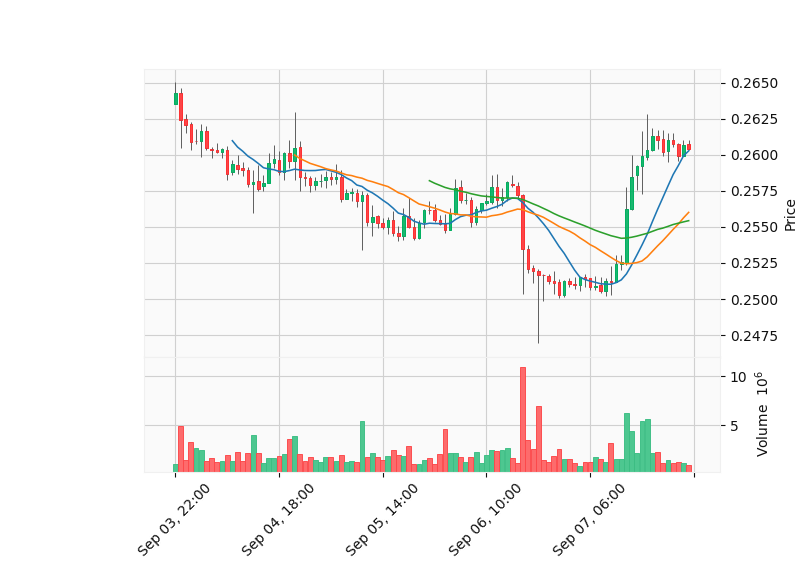 0.2650
0.2625
0.2600
0.2575
0.2550
0.2525
0.2500
0.2475
Price
10
5
Volume 10⁶
Sep 03, 22:00
Sep 04, 18:00
Sep 05, 14:00
Sep 06, 10:00
Sep 07, 06:00